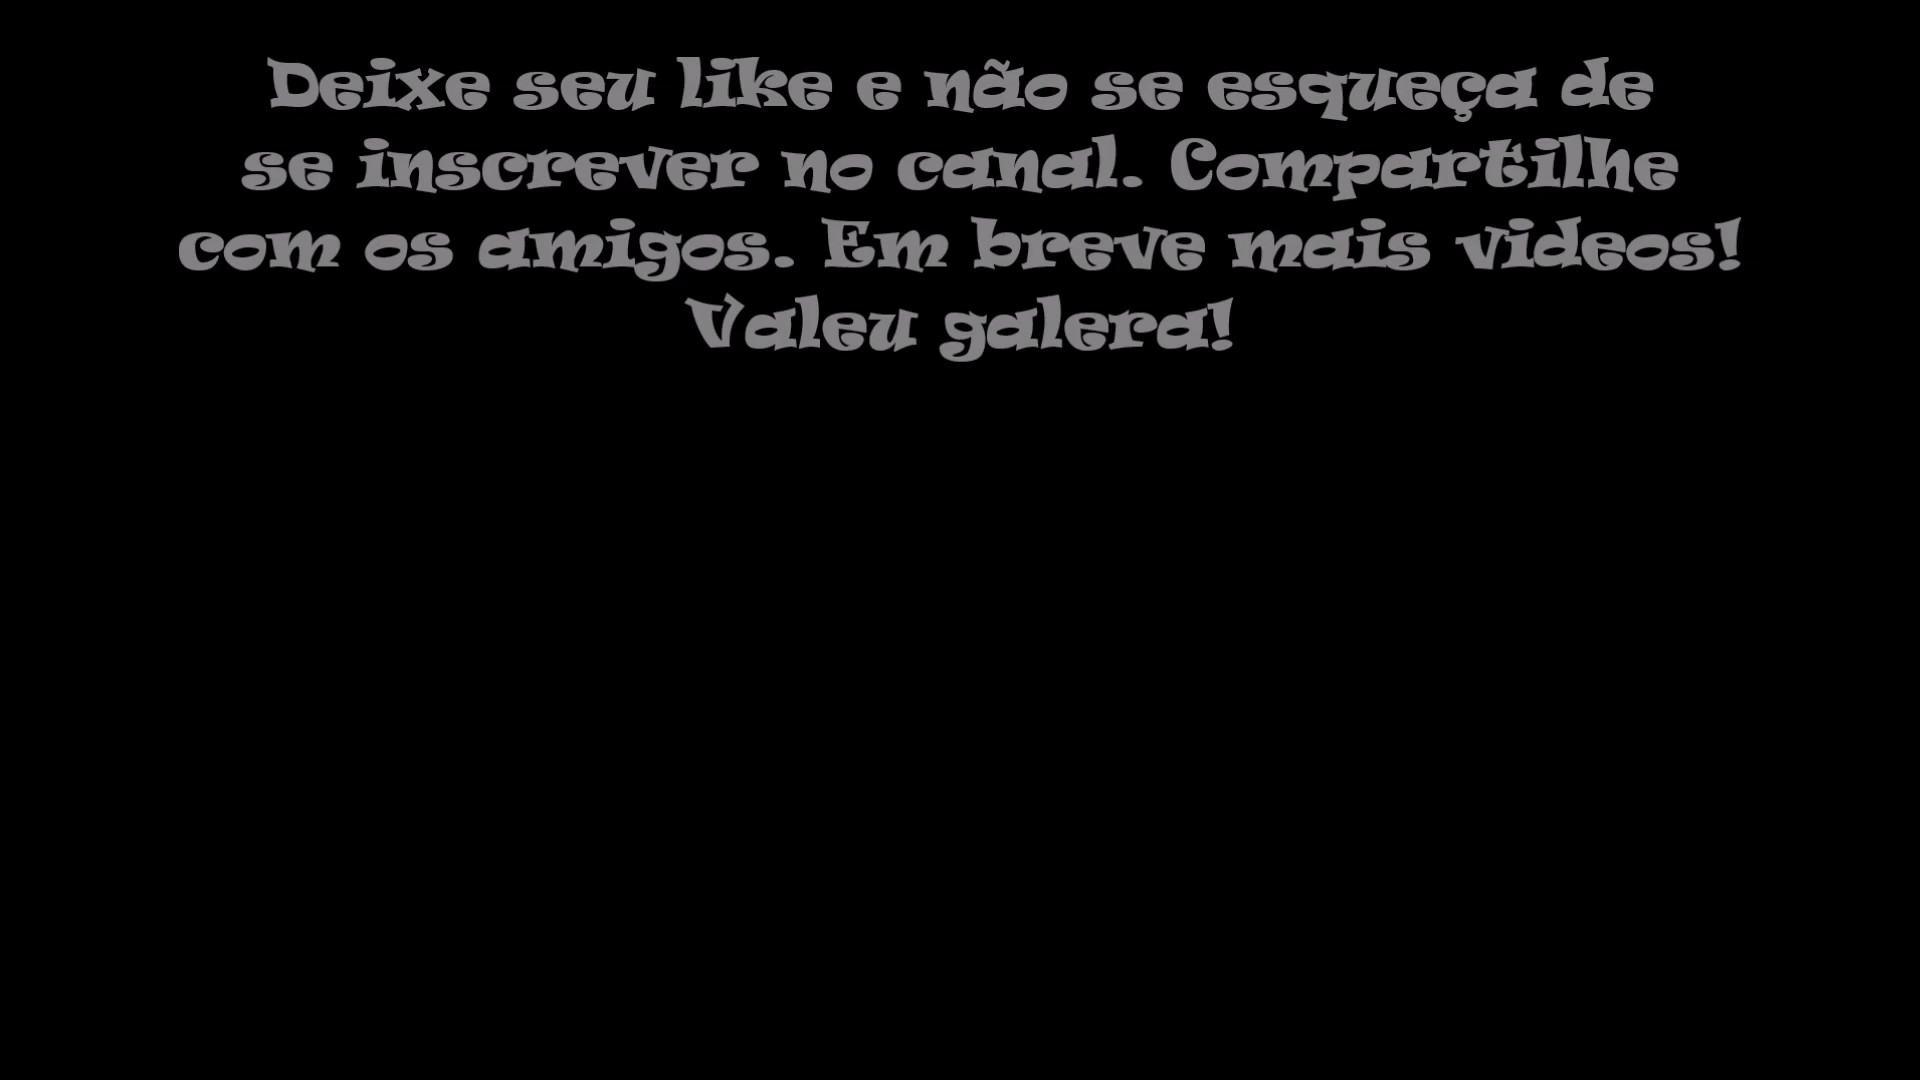 Deixe seu like e não se esqueça de
se inscrever no canal. Compartilhe
com os amigos. Em breve mais videos!
Valeu galera!